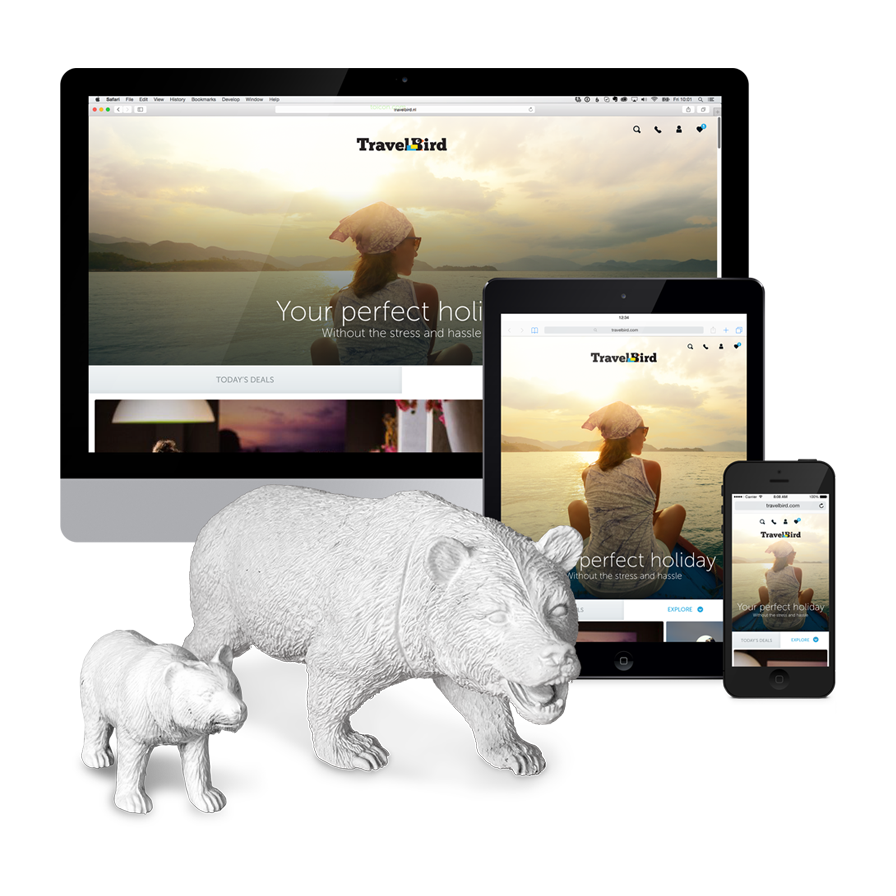 Safari File Edit View History Bookmarks Develop Window Help
Fri 10:01
travelbird.nl
TravelBird
Your perfect holi
Without the stress and hassle
TODAY'S DEALS
12:34
travelbird.com
TravelBird
perfect holiday
Without the stress and hassle
LS
EXPLORE
Carrier 9:08 AM 100%
travelbird.com
TravelBird
Your perfect holiday
Without the stress and hassle
TODAY'S DEALS
EXPLORE